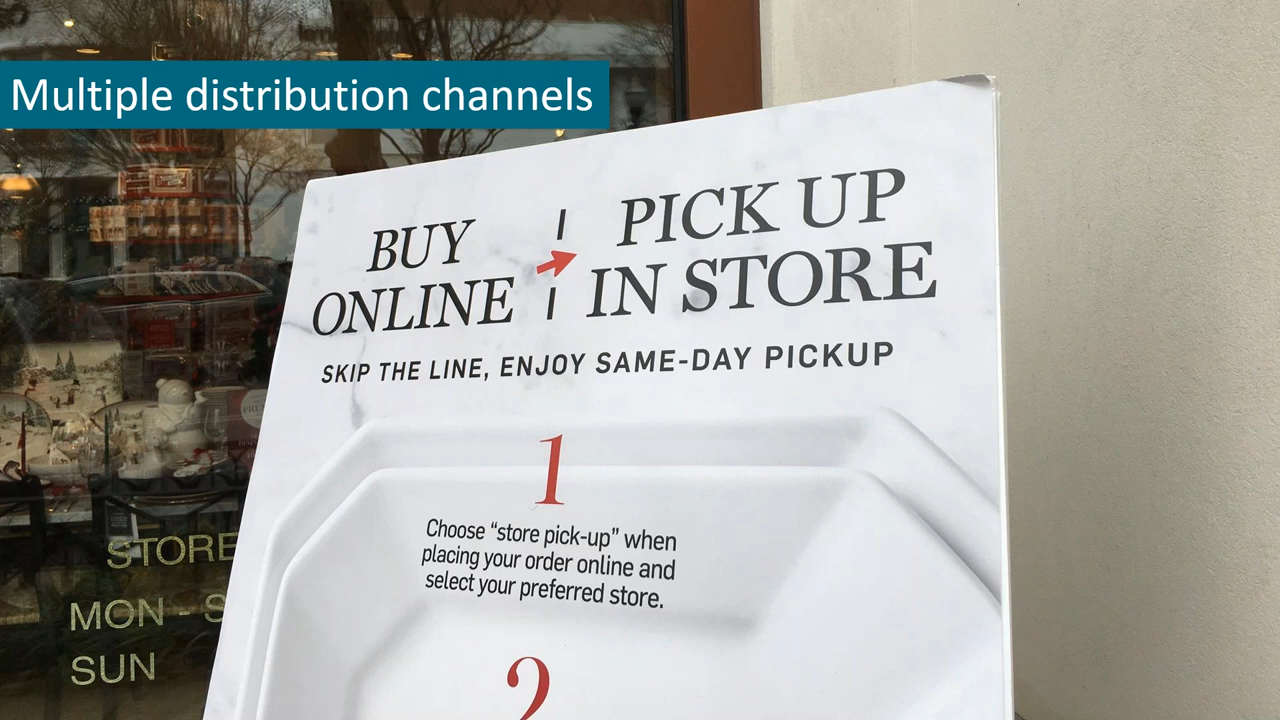 Multiple distribution channels
BUY
ONLINE
PICK UP
IN STORE
SKIP THE LINE, ENJOY SAME-DAY PICKUP
1
Choose “store pick-up” when
placing your order online and
select your preferred store.
2
STORE
MON - S
SUN